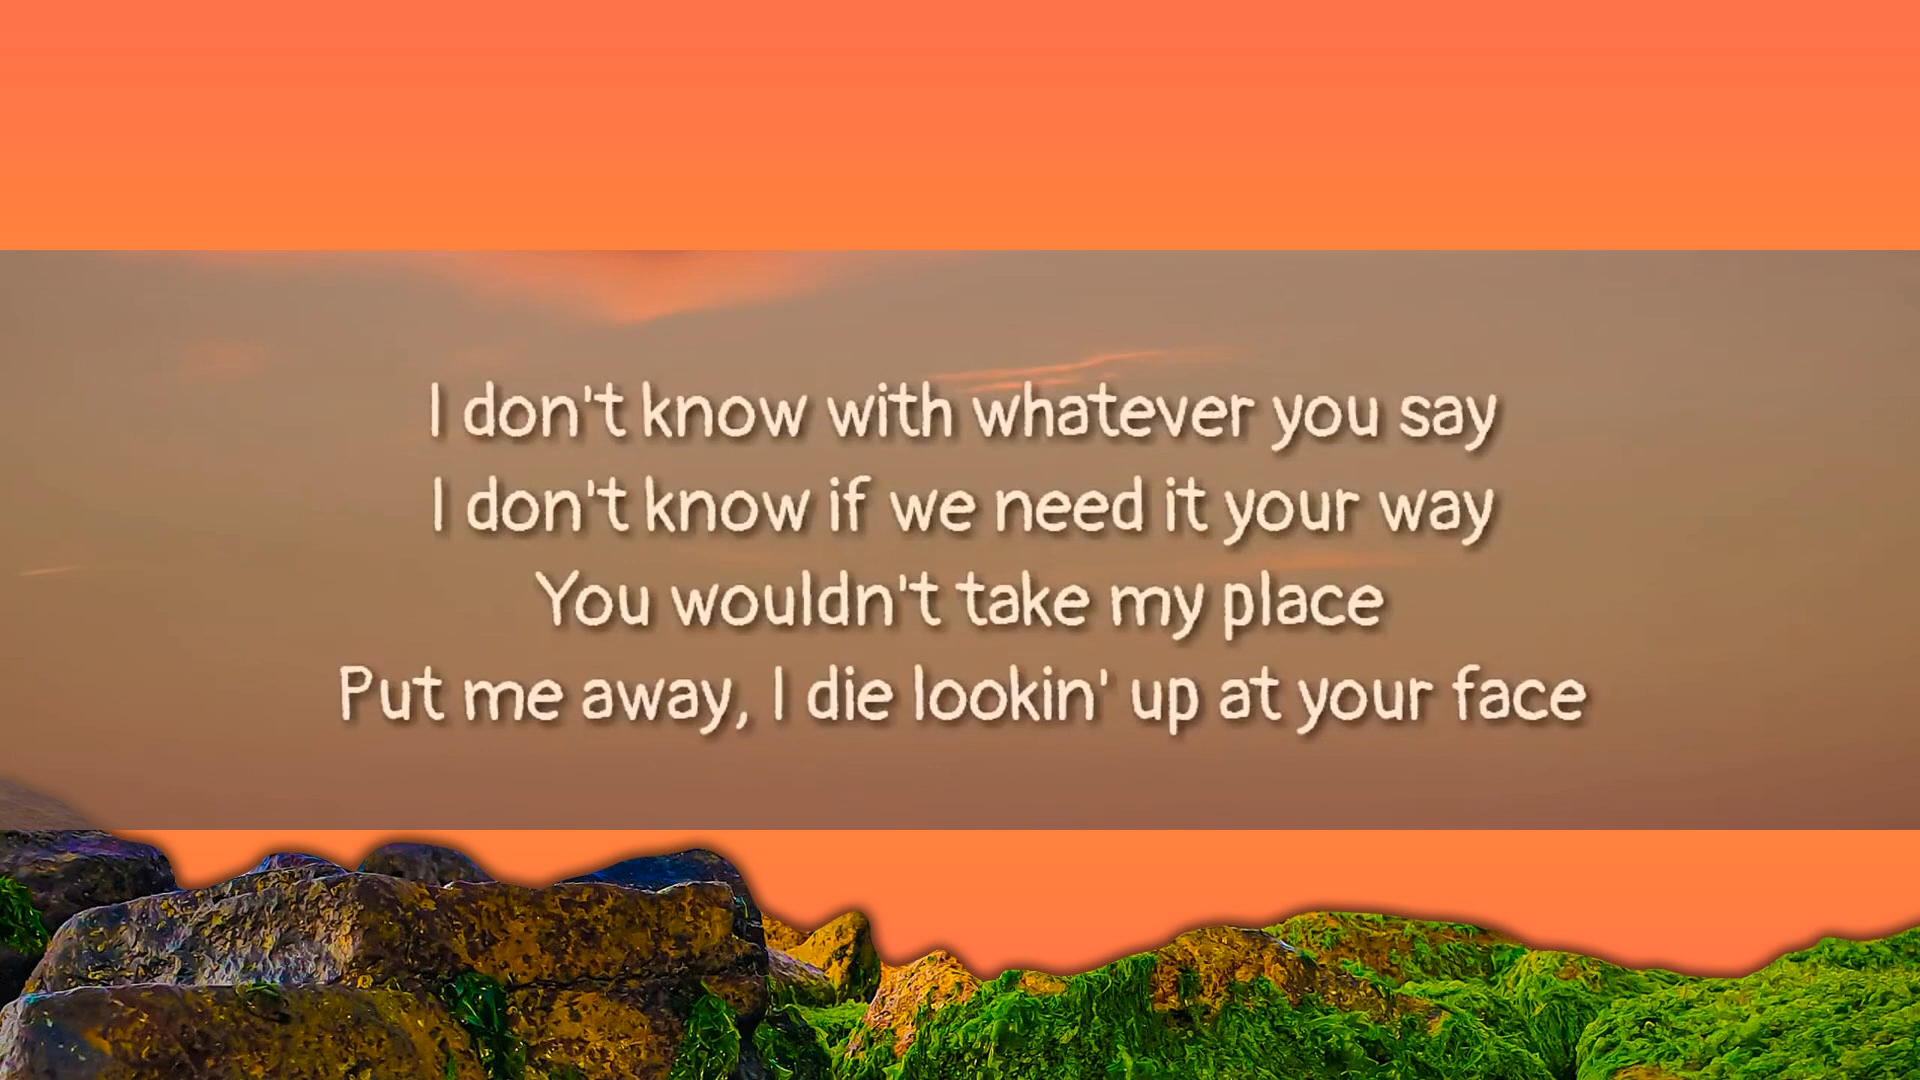 I don't know with whatever you say
I don't know if we need it your way
You wouldn't take my place
Put me away, I die lookin' up at your face